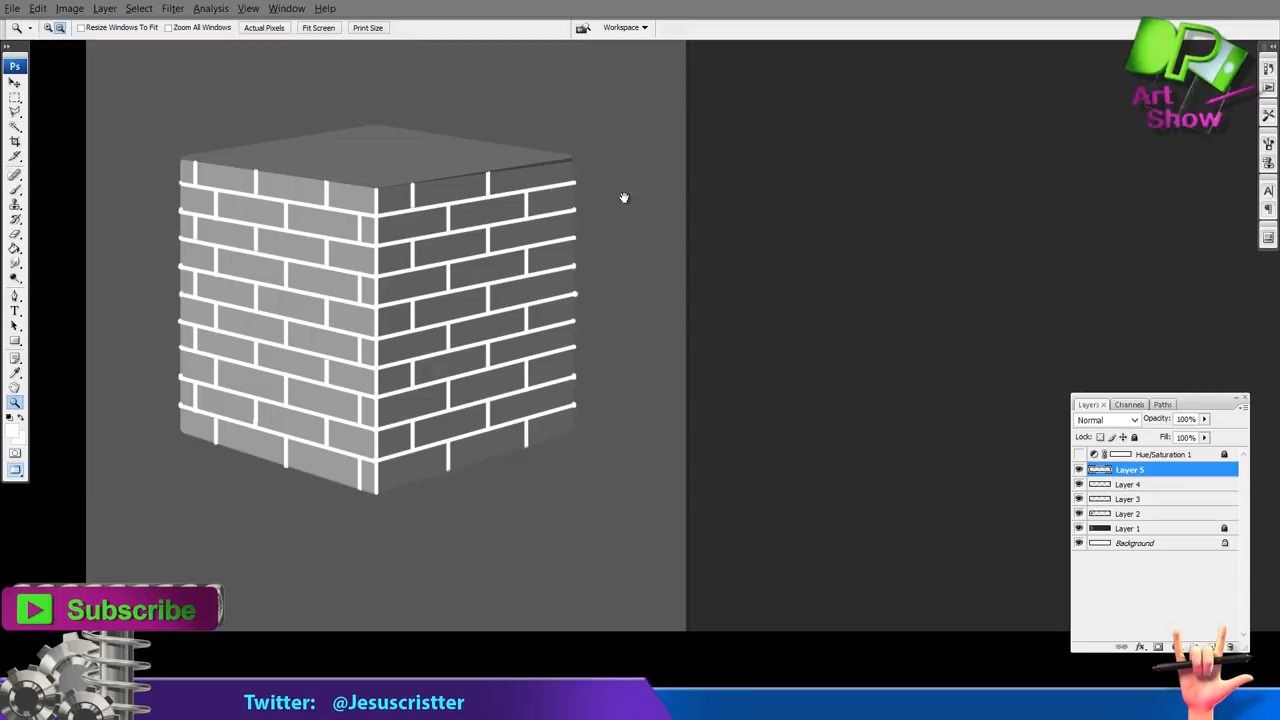 File Edit Image Layer Select Filter Analysis View Window Help
Resize Windows To Fit Zoom All Windows Actual Pixels Fit Screen Print Size Workspace
Ps
Art
Show
Layers Channels Paths
Normal Opacity: 100%
Lock: Fill: 100%
Hue/Saturation 1
Layer 5
Layer 4
Layer 3
Layer 2
Layer 1
Background
Subscribe
Twitter: @Jesuscristter